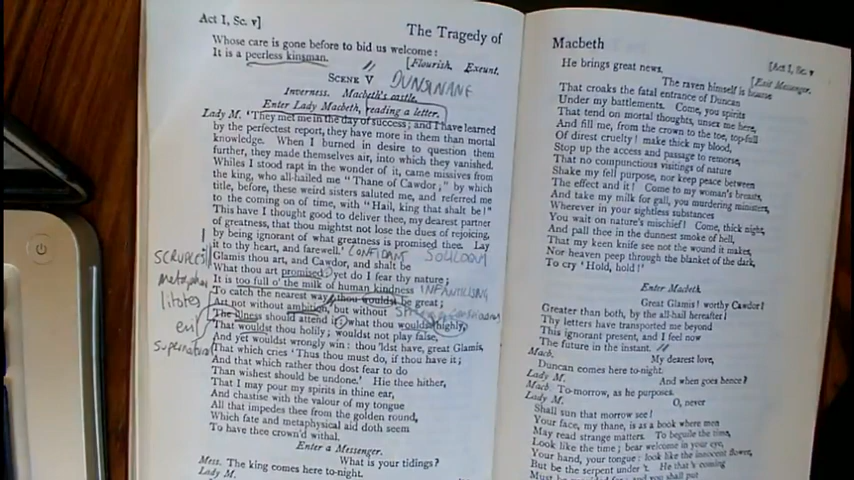 Act I, Sc. v]
The Tragedy of
Whose care is gone before to bid us welcome :
It is a peerless kinsman.
[Flourish. Exeunt.
SCENE V
DUNSINANE
Inverness. Macbeth's castle.
Enter Lady Macbeth, reading a letter.
Lady M. 'They met me in the day of success ; and I have learned
by the perfectest report, they have more in them than mortal
knowledge. When I burned in desire to question them
further, they made themselves air, into which they vanished.
Whiles I stood rapt in the wonder of it, came missives from
the king, who all-hailed me "Thane of Cawdor," by which
title, before, these weird sisters saluted me, and referred me
to the coming on of time, with "Hail, king that shalt be!"
This have I thought good to deliver thee, my dearest partner
of greatness, that thou mightst not lose the dues of rejoicing,
by being ignorant of what greatness is promised thee. Lay
it to thy heart, and farewell.' CONFIDANT SOLILOQUY
Glamis thou art, and Cawdor, and shalt be
SCRUPLES
What thou art promised : yet do I fear thy nature ;
metaphor
It is too full o' the milk of human kindness INFANTILISING
To catch the nearest way : thou wouldst be great ;
litotes
Art not without ambition, but without
The illness should attend it : what thou wouldst highly,
evil
That wouldst thou holily ; wouldst not play false,
supernatural
And yet wouldst wrongly win : thou 'ldst have, great Glamis,
That which cries 'Thus thou must do, if thou have it ;
And that which rather thou dost fear to do
Than wishest should be undone.' Hie thee hither,
That I may pour my spirits in thine ear,
And chastise with the valour of my tongue
All that impedes thee from the golden round,
Which fate and metaphysical aid doth seem
To have thee crown'd withal.
Enter a Messenger.
What is your tidings?
Mess. The king comes here to-night.
Lady M.
Macbeth
[Act I, Sc. v
He brings great news.
[Exit Messenger.
The raven himself is hoarse
That croaks the fatal entrance of Duncan
Under my battlements. Come, you spirits
That tend on mortal thoughts, unsex me here,
And fill me, from the crown to the toe, top-full
Of direst cruelty! make thick my blood,
Stop up the access and passage to remorse,
That no compunctious visitings of nature
Shake my fell purpose, nor keep peace between
The effect and it! Come to my woman's breasts,
And take my milk for gall, you murdering ministers,
Wherever in your sightless substances
You wait on nature's mischief! Come, thick night,
And pall thee in the dunnest smoke of hell,
That my keen knife see not the wound it makes,
Nor heaven peep through the blanket of the dark,
To cry 'Hold, hold!'
Enter Macbeth.
Great Glamis! worthy Cawdor!
Greater than both, by the all-hail hereafter!
Thy letters have transported me beyond
This ignorant present, and I feel now
The future in the instant.
Macb.
My dearest love,
Duncan comes here to-night.
Lady M.
And when goes hence?
Macb. To-morrow, as he purposes.
Lady M.
O, never
Shall sun that morrow see!
Your face, my thane, is as a book where men
May read strange matters. To beguile the time,
Look like the time ; bear welcome in your eye,
Your hand, your tongue : look like the innocent flower,
But be the serpent under 't. He that's coming
Must be provided for : and you shall put